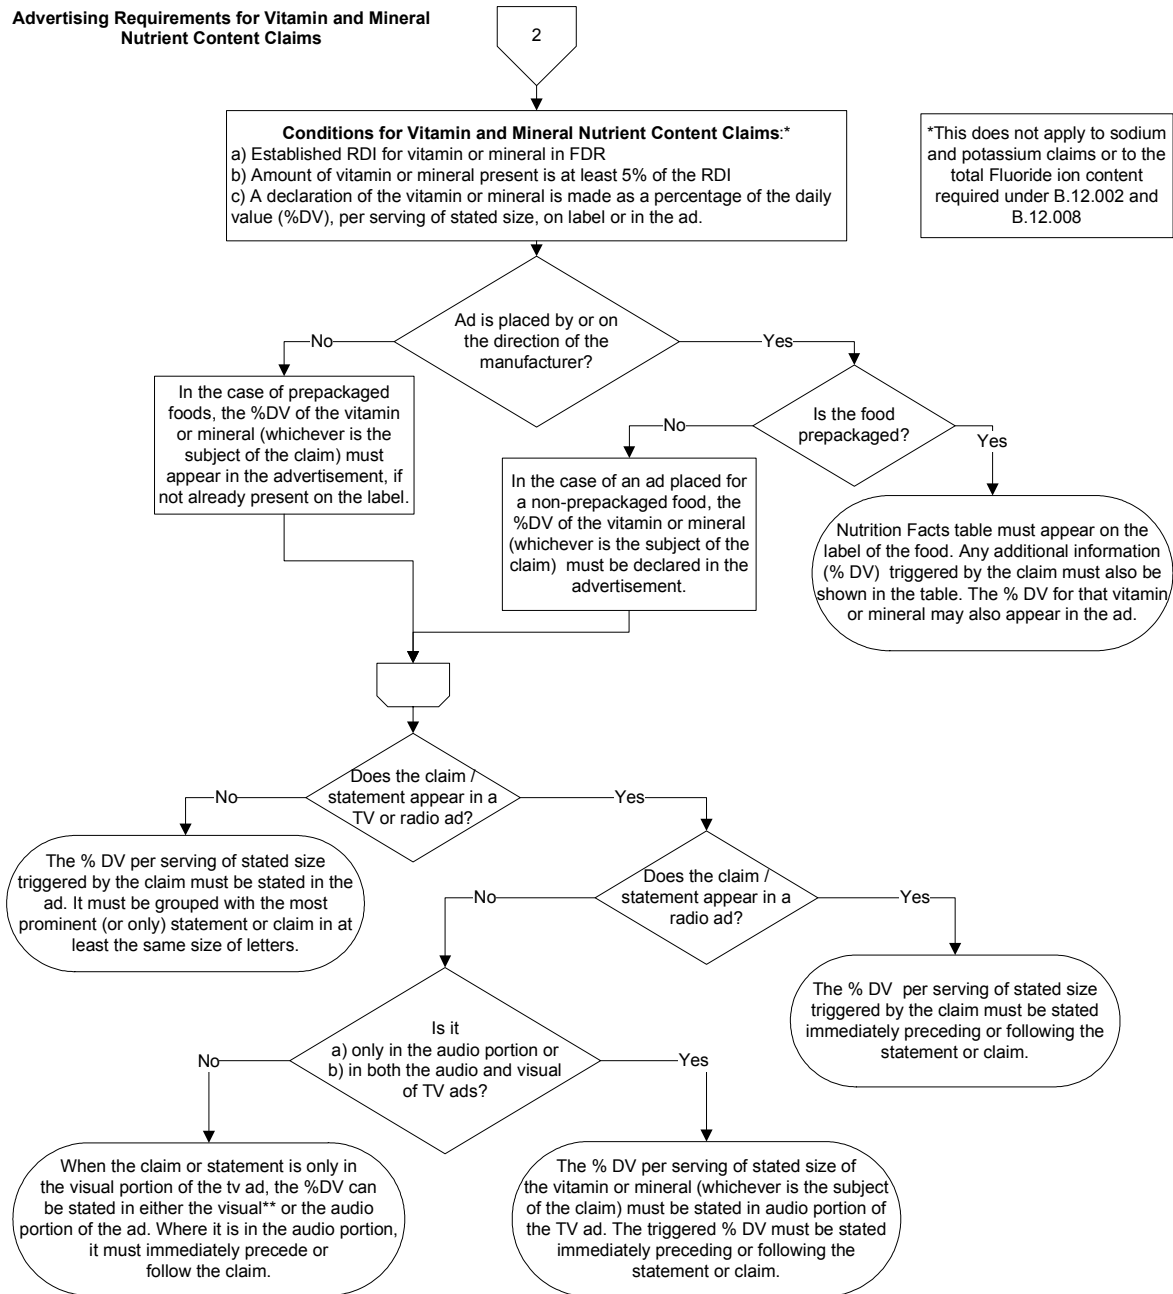 Advertising Requirements for Vitamin and Mineral
Nutrient Content Claims
2
Conditions for Vitamin and Mineral Nutrient Content Claims:*
a) Established RDI for vitamin or mineral in FDR
b) Amount of vitamin or mineral present is at least 5% of the RDI
c) A declaration of the vitamin or mineral is made as a percentage of the daily
value (%DV), per serving of stated size, on label or in the ad.
*This does not apply to sodium
and potassium claims or to the
total Fluoride ion content
required under B.12.002 and
B.12.008
Ad is placed by or on
the direction of the
manufacturer?
No
Yes
In the case of prepackaged
foods, the %DV of the vitamin
or mineral (whichever is the
subject of the claim) must
appear in the advertisement, if
not already present on the label.
Is the food
prepackaged?
No
Yes
In the case of an ad placed for
a non-prepackaged food, the
%DV of the vitamin or mineral
(whichever is the subject of the
claim) must be declared in the
advertisement.
Nutrition Facts table must appear on the
label of the food. Any additional information
(% DV) triggered by the claim must also be
shown in the table. The % DV for that vitamin
or mineral may also appear in the ad.
Does the claim /
statement appear in a
TV or radio ad?
No
Yes
The % DV per serving of stated size
triggered by the claim must be stated in the
ad. It must be grouped with the most
prominent (or only) statement or claim in at
least the same size of letters.
Does the claim /
statement appear in a
radio ad?
No
Yes
The % DV per serving of stated size
triggered by the claim must be stated
immediately preceding or following the
statement or claim.
Is it
a) only in the audio portion or
b) in both the audio and visual
of TV ads?
No
Yes
When the claim or statement is only in
the visual portion of the tv ad, the %DV can
be stated in either the visual** or the audio
portion of the ad. Where it is in the audio portion,
it must immediately precede or
follow the claim.
The % DV per serving of stated size of
the vitamin or mineral (whichever is the subject
of the claim) must be stated in audio portion of
the TV ad. The triggered % DV must be stated
immediately preceding or following the
statement or claim.